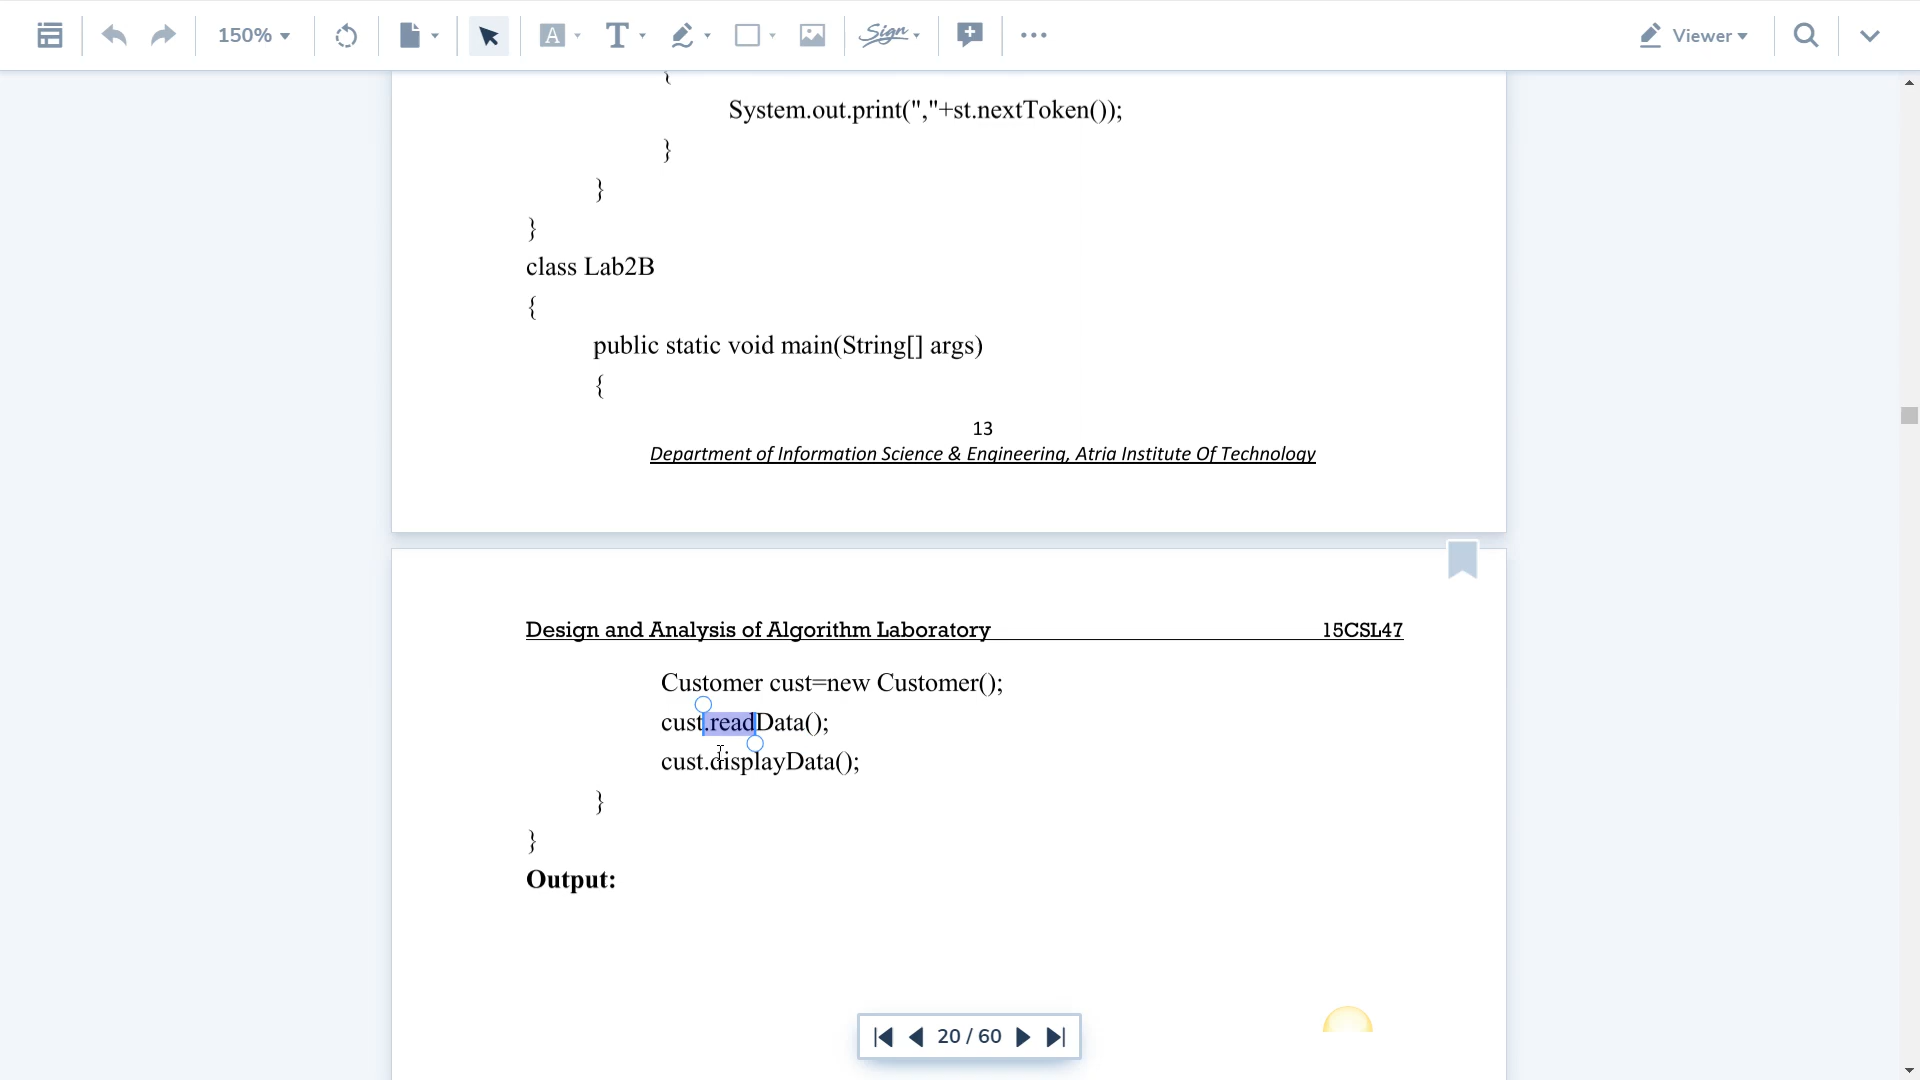 150%
A
T
Sign
Viewer
{
System.out.print(","+st.nextToken());
}
}
}
class Lab2B
{
public static void main(String[] args)
{
13
Department of Information Science & Engineering, Atria Institute Of Technology
Design and Analysis of Algorithm Laboratory 15CSL47
Customer cust=new Customer();
cust.readData();
cust.displayData();
}
}
Output:
20 / 60